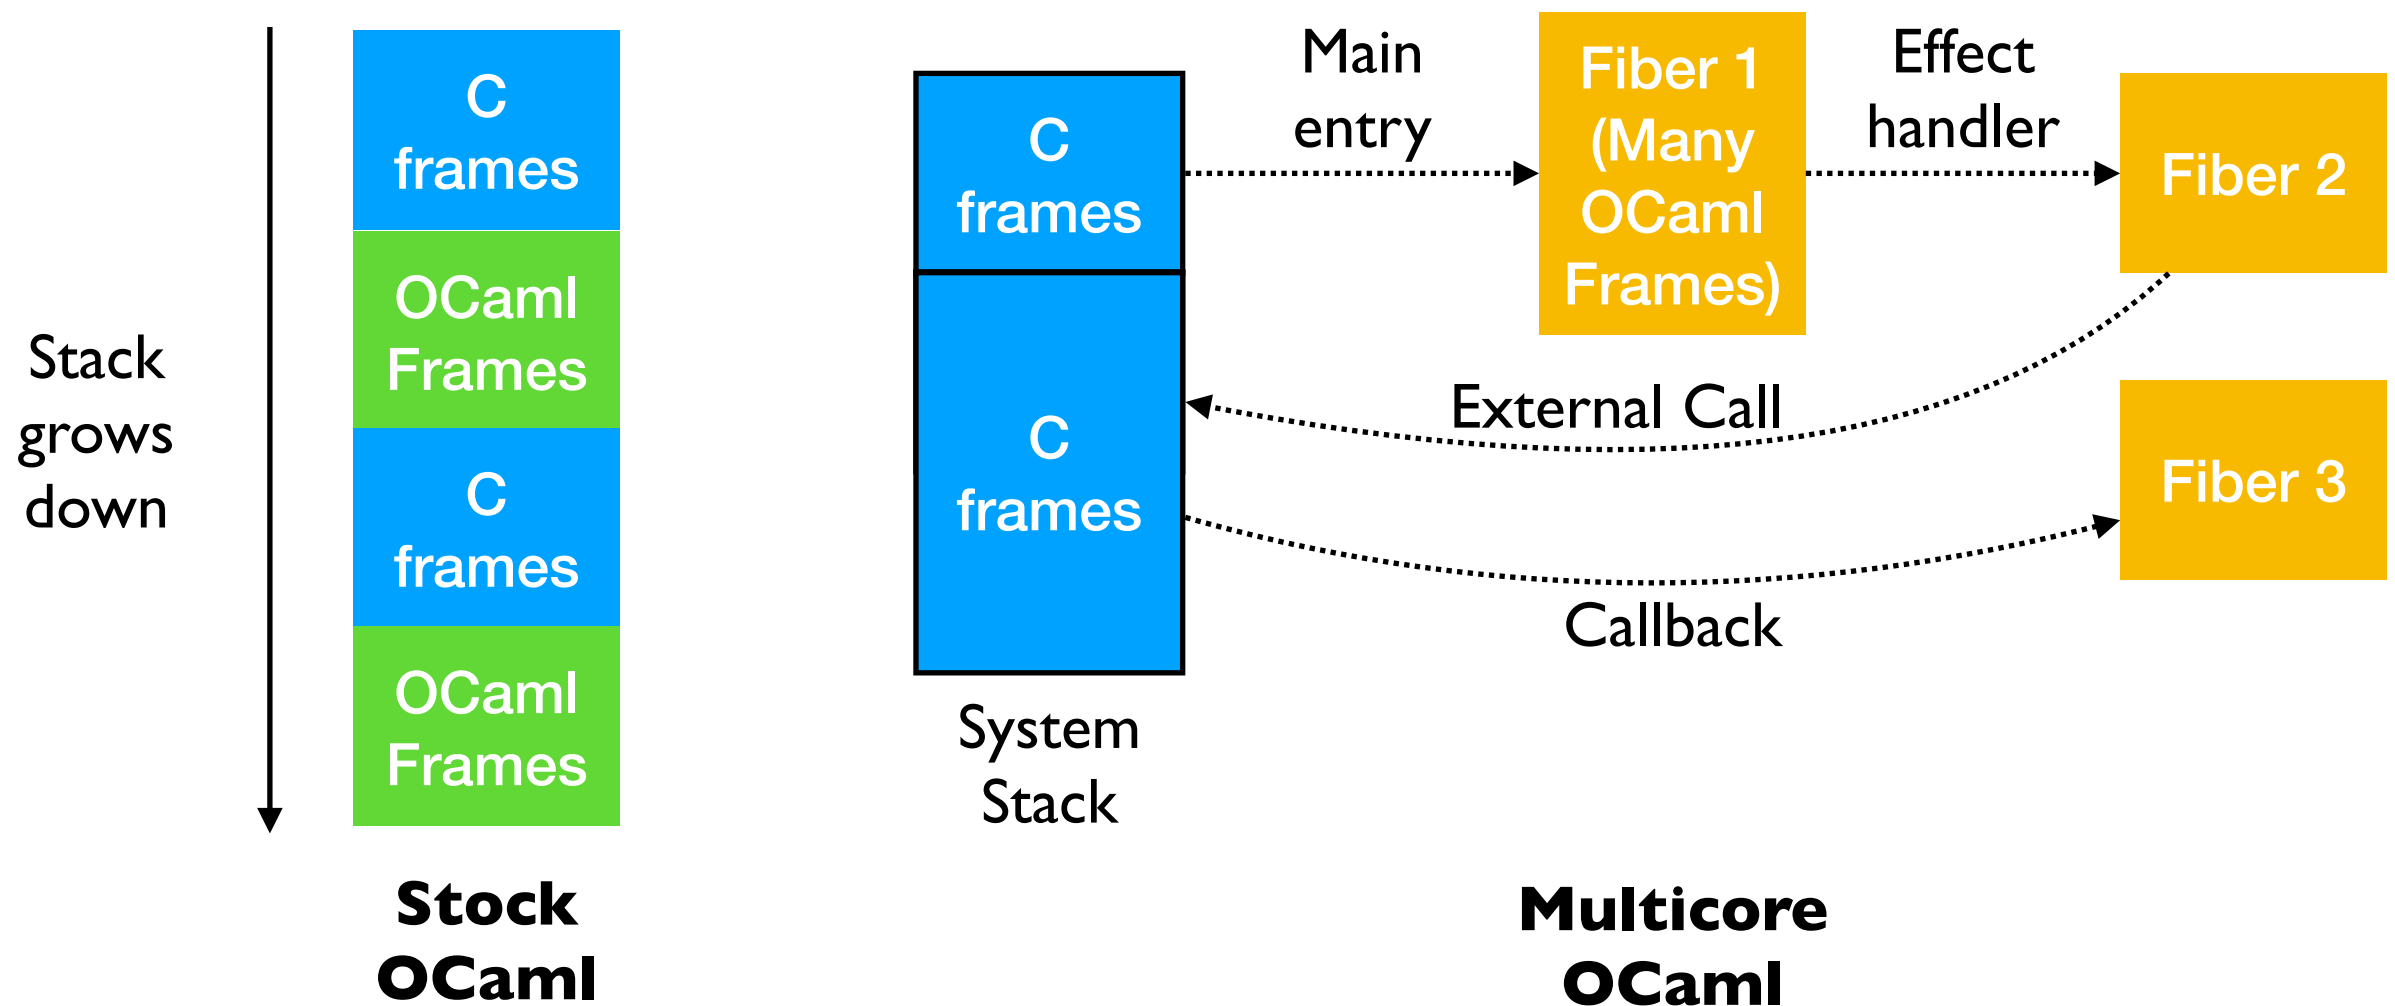 Stack
grows
down
C
frames
OCaml
Frames
C
frames
OCaml
Frames
Stock
OCaml
C
frames
C
frames
System
Stack
Main
entry
Fiber 1
(Many
OCaml
Frames)
Effect
handler
Fiber 2
External Call
Fiber 3
Callback
Multicore
OCaml